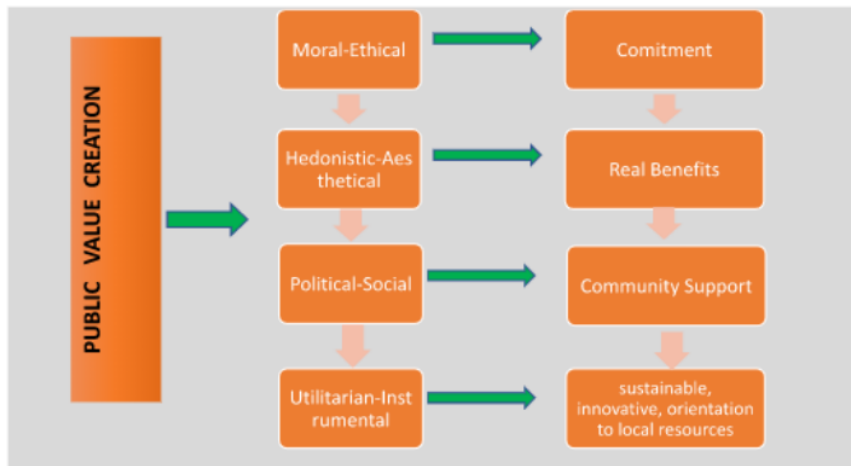 PUBLIC VALUE CREATION
Moral-Ethical
Comitment
Hedonistic-Aes
thetical
Real Benefits
Political-Social
Community Support
Utilitarian-Inst
rumental
sustainable,
innovative, orientation
to local resources